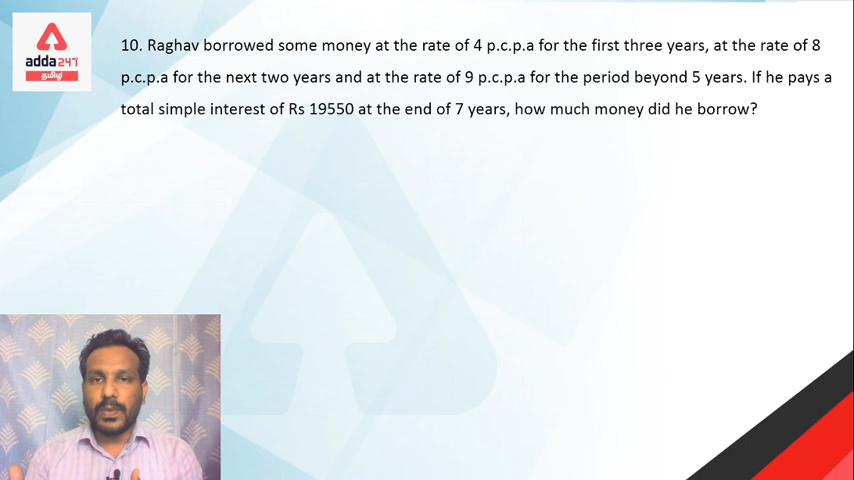 adda247
தமிழ்
10. Raghav borrowed some money at the rate of 4 p.c.p.a for the first three years, at the rate of 8
p.c.p.a for the next two years and at the rate of 9 p.c.p.a for the period beyond 5 years. If he pays a
total simple interest of Rs 19550 at the end of 7 years, how much money did he borrow?